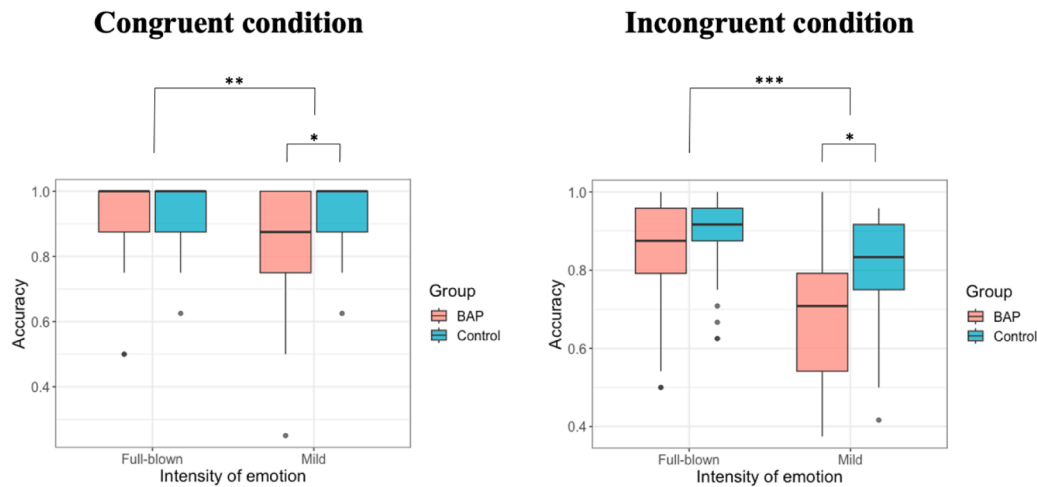 Congruent condition
**
*
1.0
0.8
0.6
0.4
Accuracy
Full-blown
Mild
Intensity of emotion
Group
BAP
Control
Incongruent condition
***
*
1.0
0.8
0.6
0.4
Accuracy
Full-blown
Mild
Intensity of emotion
Group
BAP
Control